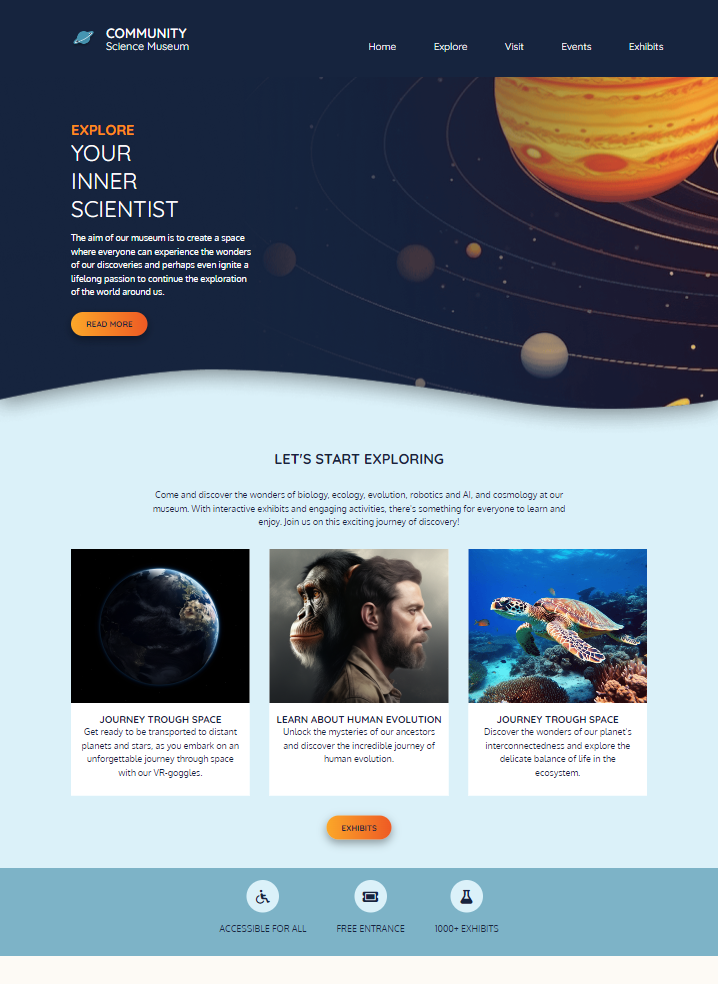 COMMUNITY
Science Museum
Home Explore Visit Events Exhibits
EXPLORE
YOUR
INNER
SCIENTIST
The aim of our museum is to create a space
where everyone can experience the wonders
of our discoveries and perhaps even ignite a
lifelong passion to continue the exploration
of the world around us.
READ MORE
LET'S START EXPLORING
Come and discover the wonders of biology, ecology, evolution, robotics and AI, and cosmology at our
museum. With interactive exhibits and engaging activities, there's something for everyone to learn and
enjoy. Join us on this exciting journey of discovery!
JOURNEY TROUGH SPACE
Get ready to be transported to distant
planets and stars, as you embark on an
unforgettable journey through space
with our VR-goggles.
LEARN ABOUT HUMAN EVOLUTION
Unlock the mysteries of our ancestors
and discover the incredible journey of
human evolution.
JOURNEY TROUGH SPACE
Discover the wonders of our planet's
interconnectedness and explore the
delicate balance of life in the
ecosystem.
EXHIBITS
ACCESSIBLE FOR ALL
FREE ENTRANCE
1000+ EXHIBITS